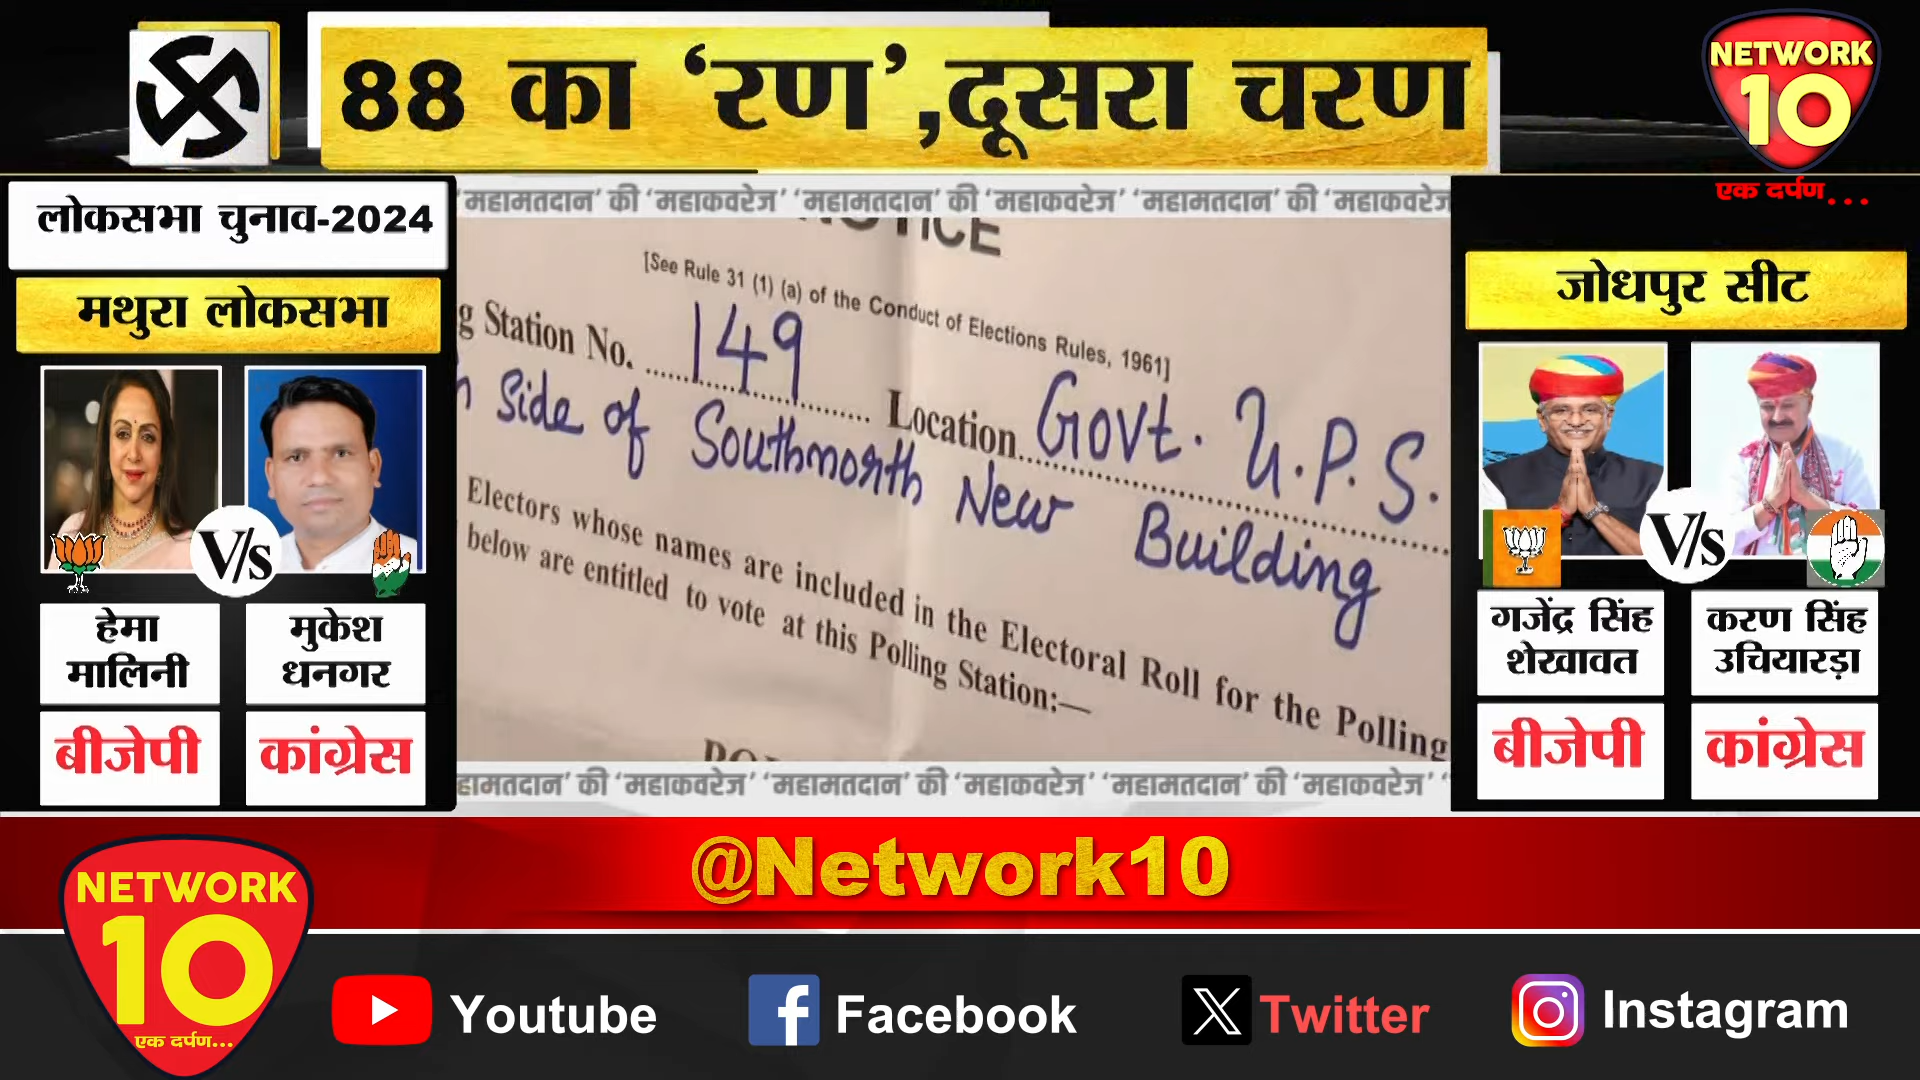 88 का ‘रण’,दूसरा चरण
NETWORK
10
एक दर्पण...
लोकसभा चुनाव-2024
मथुरा लोकसभा
V/s
हेमा
मालिनी
मुकेश
धनगर
बीजेपी
कांग्रेस
‘महामतदान’ की ‘महाकवरेज’ ‘महामतदान’ की ‘महाकवरेज’ ‘महामतदान’ की ‘महाकवरेज
[See Rule 31 (1) (a) of the Conduct of Elections Rules, 1961]
g Station No. 149 Location Govt. U.P.S.
Side of Southnorth New Building
Electors whose names are included in the Electoral Roll for the Polling
below are entitled to vote at this Polling Station:—
हामतदान’ की ‘महाकवरेज’ ‘महामतदान’ की ‘महाकवरेज’ ‘महामतदान’ की ‘महाकवरेज’
जोधपुर सीट
V/s
गजेंद्र सिंह
शेखावत
करण सिंह
उचियारड़ा
बीजेपी
कांग्रेस
@Network10
NETWORK
10
एक दर्पण...
Youtube
Facebook
Twitter
Instagram